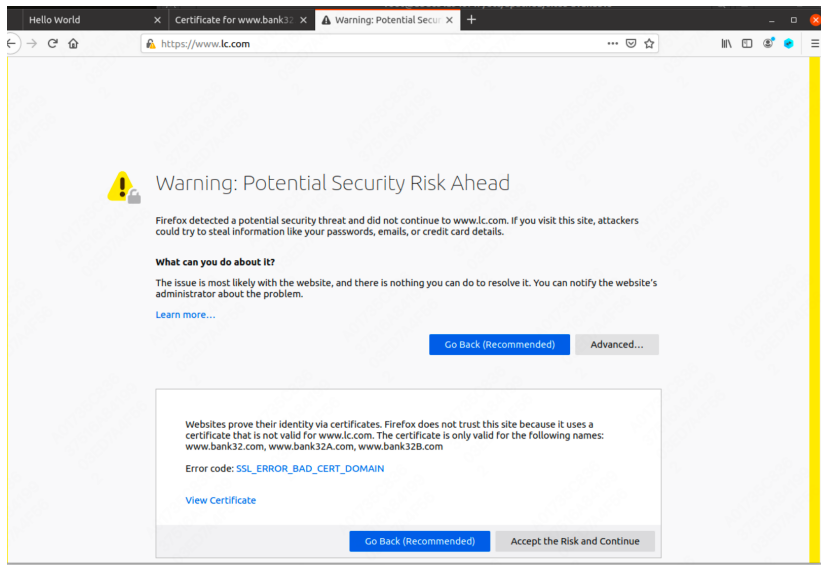 Hello World
Certificate for www.bank32
Warning: Potential Secur
https://www.lc.com
Warning: Potential Security Risk Ahead
Firefox detected a potential security threat and did not continue to www.lc.com. If you visit this site, attackers
could try to steal information like your passwords, emails, or credit card details.
What can you do about it?
The issue is most likely with the website, and there is nothing you can do to resolve it. You can notify the website's
administrator about the problem.
Learn more…
Go Back (Recommended)
Advanced…
Websites prove their identity via certificates. Firefox does not trust this site because it uses a
certificate that is not valid for www.lc.com. The certificate is only valid for the following names:
www.bank32.com, www.bank32A.com, www.bank32B.com
Error code: SSL_ERROR_BAD_CERT_DOMAIN
View Certificate
Go Back (Recommended)
Accept the Risk and Continue